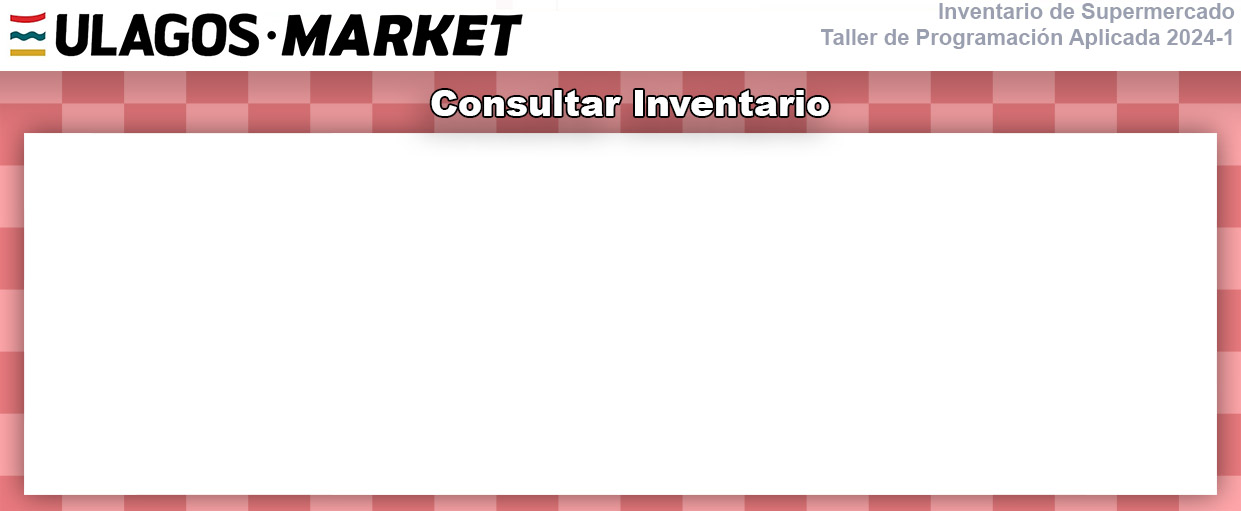 ULAGOS·MARKET
Inventario de Supermercado
Taller de Programación Aplicada 2024-1
Consultar Inventario